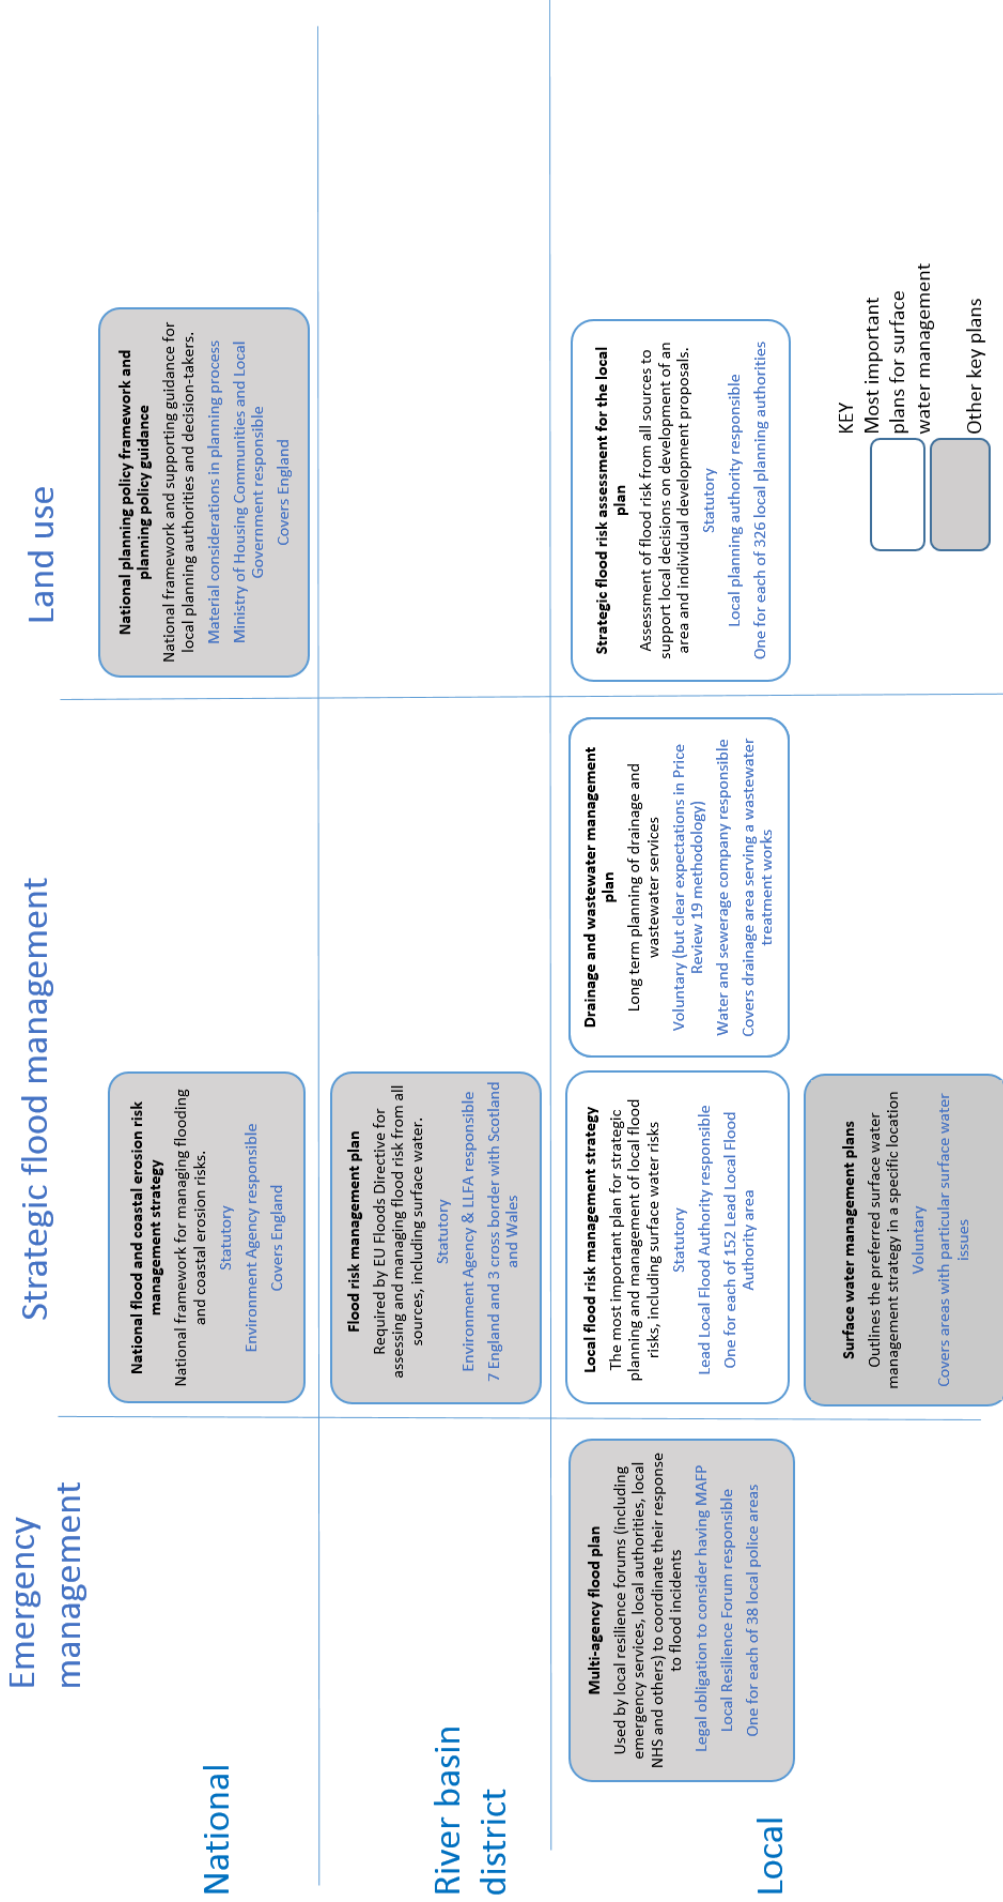 Emergency
management
Strategic flood management
Land use
National
National flood and coastal erosion risk
management strategy
National framework for managing flooding
and coastal erosion risks.
Statutory
Environment Agency responsible
Covers England
National planning policy framework and
planning policy guidance
National framework and supporting guidance for
local planning authorities and decision-takers.
Material considerations in planning process
Ministry of Housing Communities and Local
Government responsible
Covers England
River basin
district
Flood risk management plan
Required by EU Floods Directive for
assessing and managing flood risk from all
sources, including surface water.
Statutory
Environment Agency & LLFA responsible
7 England and 3 cross border with Scotland
and Wales
Local
Multi-agency flood plan
Used by local resilience forums (including
emergency services, local authorities, local
NHS and others) to coordinate their response
to flood incidents
Legal obligation to consider having MAFP
Local Resilience Forum responsible
One for each of 38 local police areas
Local flood risk management strategy
The most important plan for strategic
planning and management of local flood
risks, including surface water risks
Statutory
Lead Local Flood Authority responsible
One for each of 152 Lead Local Flood
Authority area
Drainage and wastewater management
plan
Long term planning of drainage and
wastewater services
Voluntary (but clear expectations in Price
Review 19 methodology)
Water and sewerage company responsible
Covers drainage area serving a wastewater
treatment works
Strategic flood risk assessment for the local
plan
Assessment of flood risk from all sources to
support local decisions on development of an
area and individual development proposals.
Statutory
Local planning authority responsible
One for each of 326 local planning authorities
Surface water management plans
Outlines the preferred surface water
management strategy in a specific location
Voluntary
Covers areas with particular surface water
issues
KEY
Most important
plans for surface
water management
Other key plans